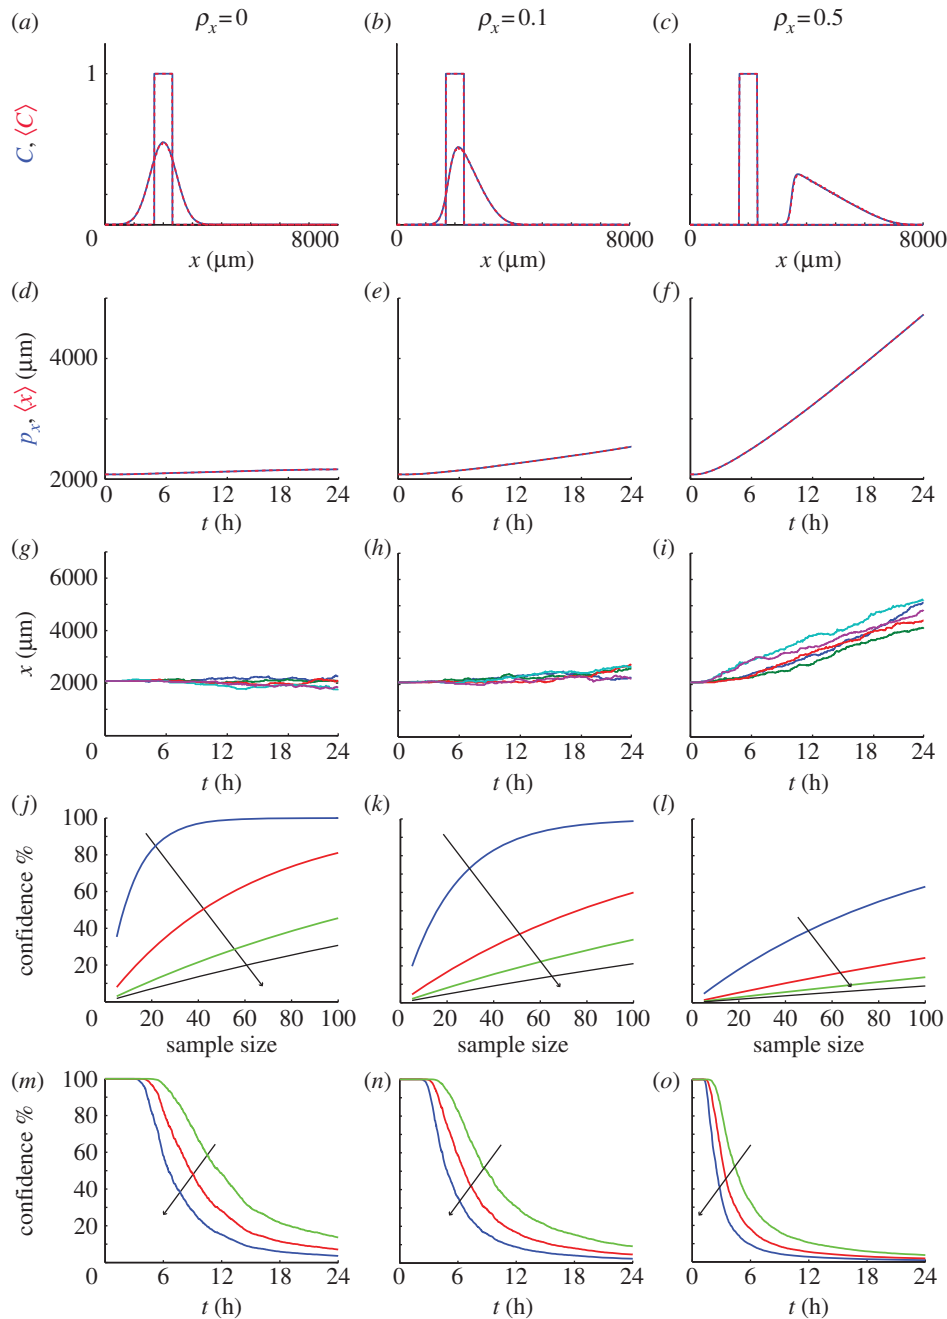 (a) ρx = 0 (b) ρx = 0.1 (c) ρx = 0.5
C, ⟨C⟩
1
0 8000 0 8000 0 8000
x (μm) x (μm) x (μm)
(d) (e) (f)
px, ⟨x⟩ (μm)
4000
2000
0 6 12 18 24 0 6 12 18 24 0 6 12 18 24
t (h) t (h) t (h)
(g) (h) (i)
x (μm)
6000
4000
2000
0 6 12 18 24 0 6 12 18 24 0 6 12 18 24
t (h) t (h) t (h)
(j) (k) (l)
confidence %
100
80
60
40
20
0 20 40 60 80 100 0 20 40 60 80 100 0 20 40 60 80 100
sample size sample size sample size
(m) (n) (o)
confidence %
100
80
60
40
20
0 6 12 18 24 0 6 12 18 24 0 6 12 18 24
t (h) t (h) t (h)